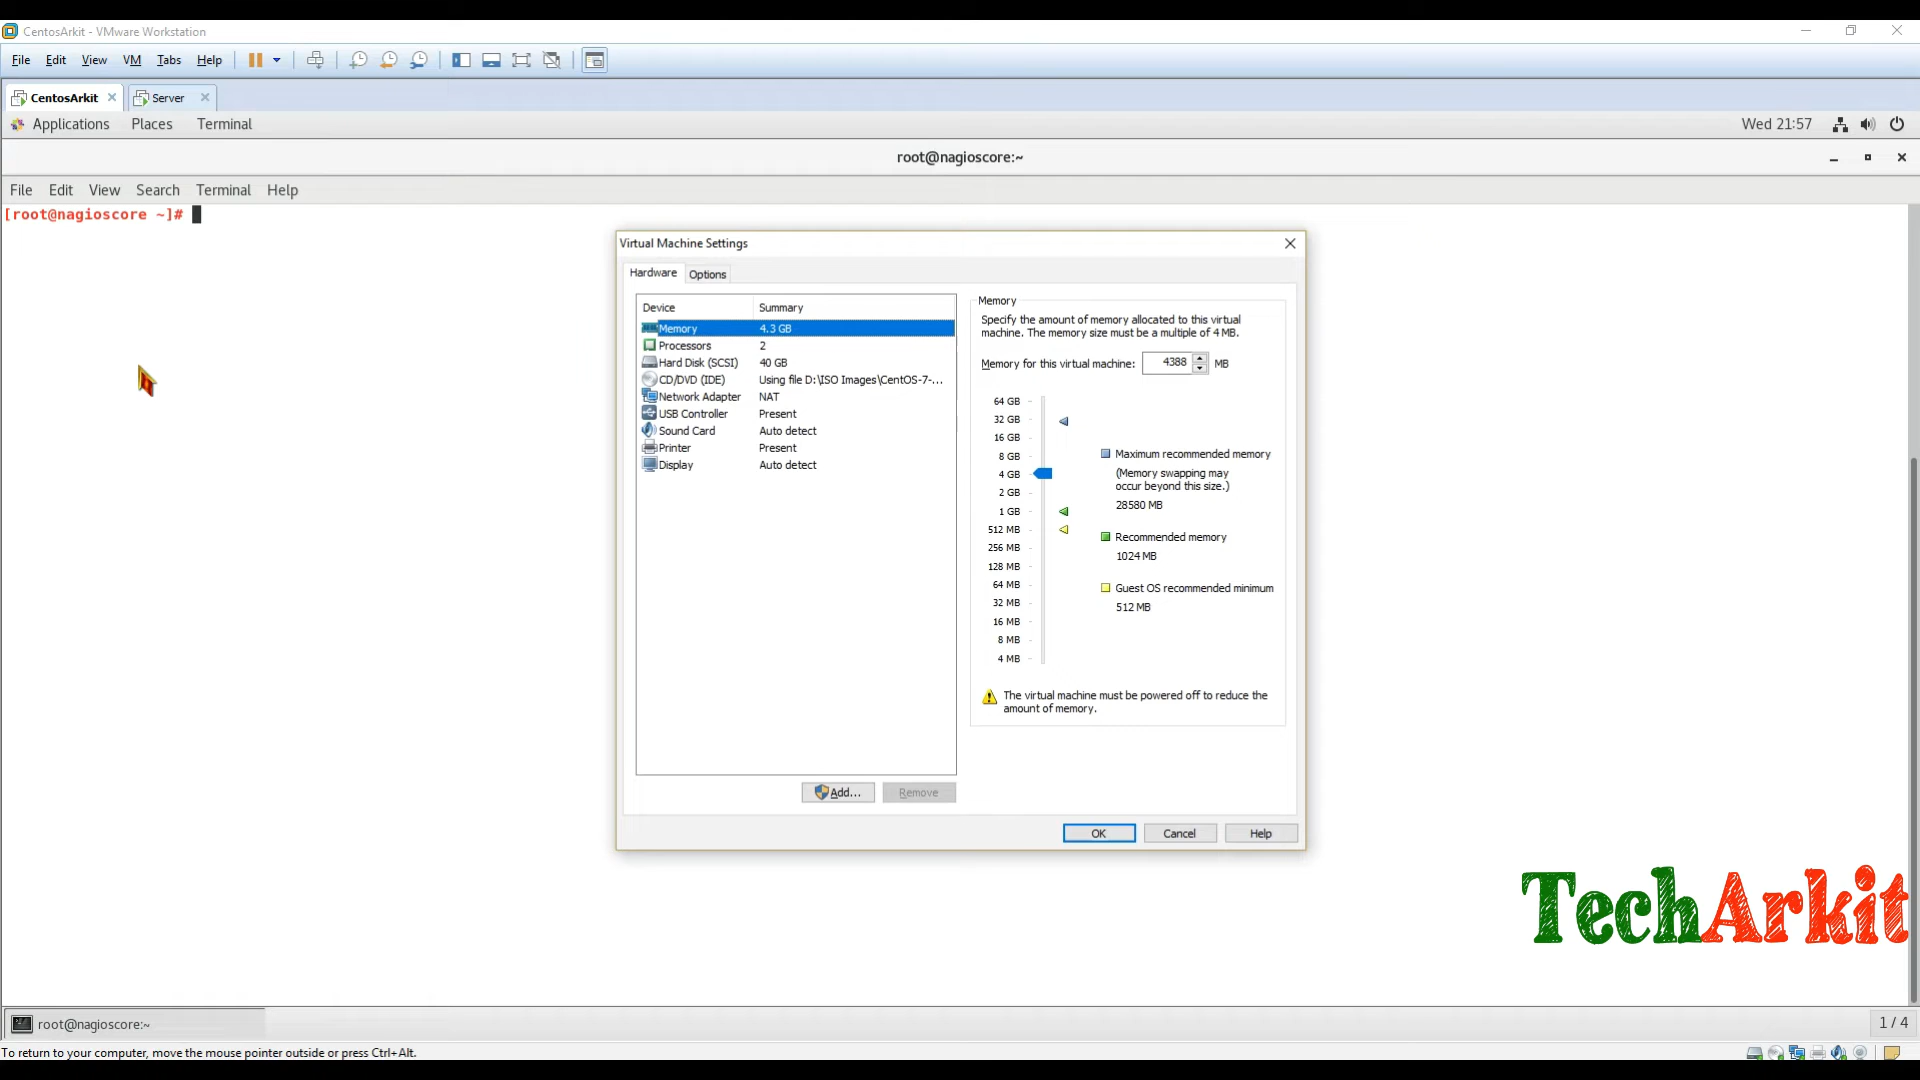 CentosArkit - VMware Workstation
File Edit View VM Tabs Help
CentosArkit Server
Applications Places Terminal Wed 21:57
root@nagioscore:~
File Edit View Search Terminal Help
[root@nagioscore ~]#
Virtual Machine Settings
Hardware Options
Device Summary
Memory 4.3 GB
Processors 2
Hard Disk (SCSI) 40 GB
CD/DVD (IDE) Using file D:\ISO Images\CentOS-7-...
Network Adapter NAT
USB Controller Present
Sound Card Auto detect
Printer Present
Display Auto detect
Add... Remove
Memory
Specify the amount of memory allocated to this virtual
machine. The memory size must be a multiple of 4 MB.
Memory for this virtual machine: 4388 MB
64 GB
32 GB
16 GB
8 GB
4 GB
2 GB
1 GB
512 MB
256 MB
128 MB
64 MB
32 MB
16 MB
8 MB
4 MB
Maximum recommended memory
(Memory swapping may
occur beyond this size.)
28580 MB
Recommended memory
1024 MB
Guest OS recommended minimum
512 MB
The virtual machine must be powered off to reduce the
amount of memory.
OK Cancel Help
TechArkit
root@nagioscore:~ 1 / 4
To return to your computer, move the mouse pointer outside or press Ctrl+Alt.